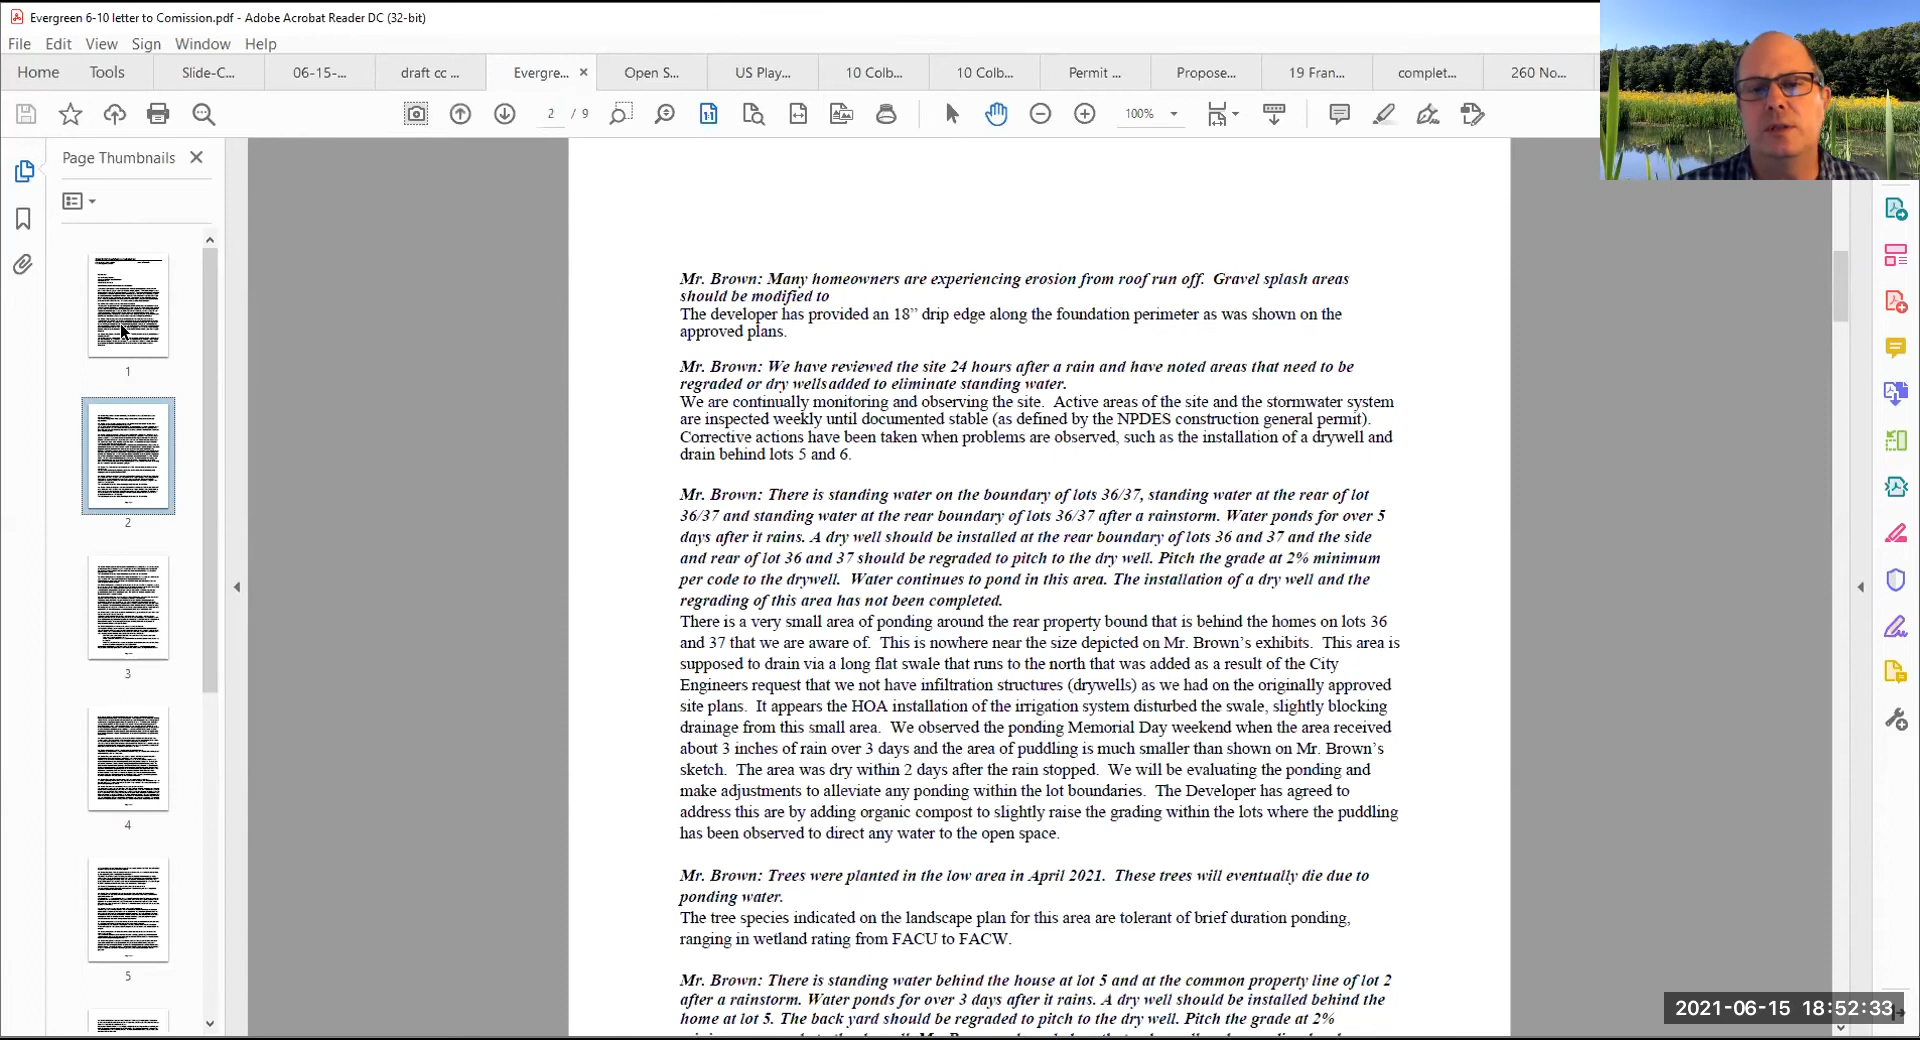 Evergreen 6-10 letter to Comission.pdf - Adobe Acrobat Reader DC (32-bit)
File Edit View Sign Window Help
Home Tools Slide-C... 06-15-... draft cc ... Evergre... × Open S... US Play... 10 Colb... 10 Colb... Permit ... Propose... 19 Fran... complet... 260 No...
2 / 9 100%
Page Thumbnails ×
1
2
3
4
5
Mr. Brown: Many homeowners are experiencing erosion from roof run off. Gravel splash areas
should be modified to
The developer has provided an 18” drip edge along the foundation perimeter as was shown on the
approved plans.
Mr. Brown: We have reviewed the site 24 hours after a rain and have noted areas that need to be
regraded or dry wells added to eliminate standing water.
We are continually monitoring and observing the site. Active areas of the site and the stormwater system
are inspected weekly until documented stable (as defined by the NPDES construction general permit).
Corrective actions have been taken when problems are observed, such as the installation of a drywell and
drain behind lots 5 and 6.
Mr. Brown: There is standing water on the boundary of lots 36/37, standing water at the rear of lot
36/37 and standing water at the rear boundary of lots 36/37 after a rainstorm. Water ponds for over 5
days after it rains. A dry well should be installed at the rear boundary of lots 36 and 37 and the side
and rear of lot 36 and 37 should be regraded to pitch to the dry well. Pitch the grade at 2% minimum
per code to the drywell. Water continues to pond in this area. The installation of a dry well and the
regrading of this area has not been completed.
There is a very small area of ponding around the rear property bound that is behind the homes on lots 36
and 37 that we are aware of. This is nowhere near the size depicted on Mr. Brown’s exhibits. This area is
supposed to drain via a long flat swale that runs to the north that was added as a result of the City
Engineers request that we not have infiltration structures (drywells) as we had on the originally approved
site plans. It appears the HOA installation of the irrigation system disturbed the swale, slightly blocking
drainage from this small area. We observed the ponding Memorial Day weekend when the area received
about 3 inches of rain over 3 days and the area of puddling is much smaller than shown on Mr. Brown’s
sketch. The area was dry within 2 days after the rain stopped. We will be evaluating the ponding and
make adjustments to alleviate any ponding within the lot boundaries. The Developer has agreed to
address this are by adding organic compost to slightly raise the grading within the lots where the puddling
has been observed to direct any water to the open space.
Mr. Brown: Trees were planted in the low area in April 2021. These trees will eventually die due to
ponding water.
The tree species indicated on the landscape plan for this area are tolerant of brief duration ponding,
ranging in wetland rating from FACU to FACW.
Mr. Brown: There is standing water behind the house at lot 5 and at the common property line of lot 2
after a rainstorm. Water ponds for over 3 days after it rains. A dry well should be installed behind the
home at lot 5. The back yard should be regraded to pitch to the dry well. Pitch the grade at 2%
2021-06-15 18:52:33